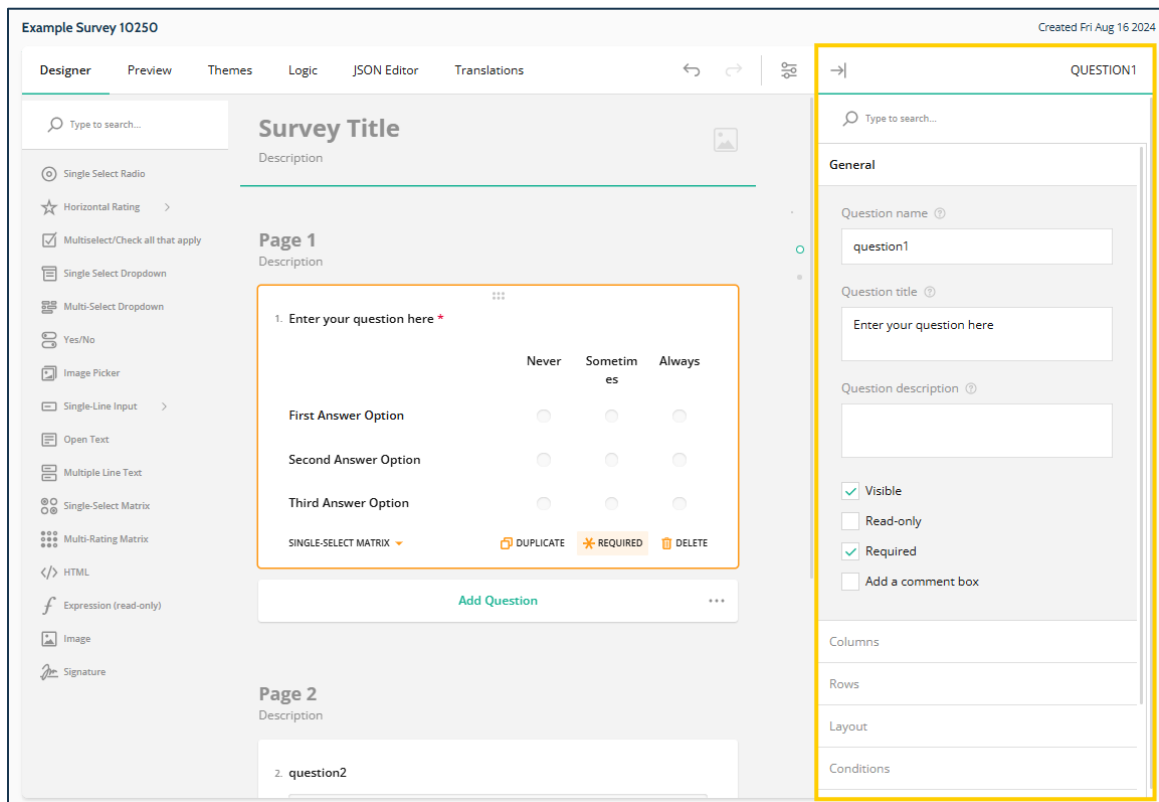 Example Survey 10250
Created Fri Aug 16 2024
Designer
Preview
Themes
Logic
JSON Editor
Translations
QUESTION1
Type to search...
Single Select Radio
Horizontal Rating
Multiselect/Check all that apply
Single Select Dropdown
Multi-Select Dropdown
Yes/No
Image Picker
Single-Line Input
Open Text
Multiple Line Text
Single-Select Matrix
Multi-Rating Matrix
HTML
Expression (read-only)
Image
Signature
Survey Title
Description
Page 1
Description
1. Enter your question here *
Never Sometim Always
es
First Answer Option
Second Answer Option
Third Answer Option
SINGLE-SELECT MATRIX DUPLICATE REQUIRED DELETE
Add Question
Page 2
Description
2. question2
Type to search...
General
Question name
question1
Question title
Enter your question here
Question description
Visible
Read-only
Required
Add a comment box
Columns
Rows
Layout
Conditions